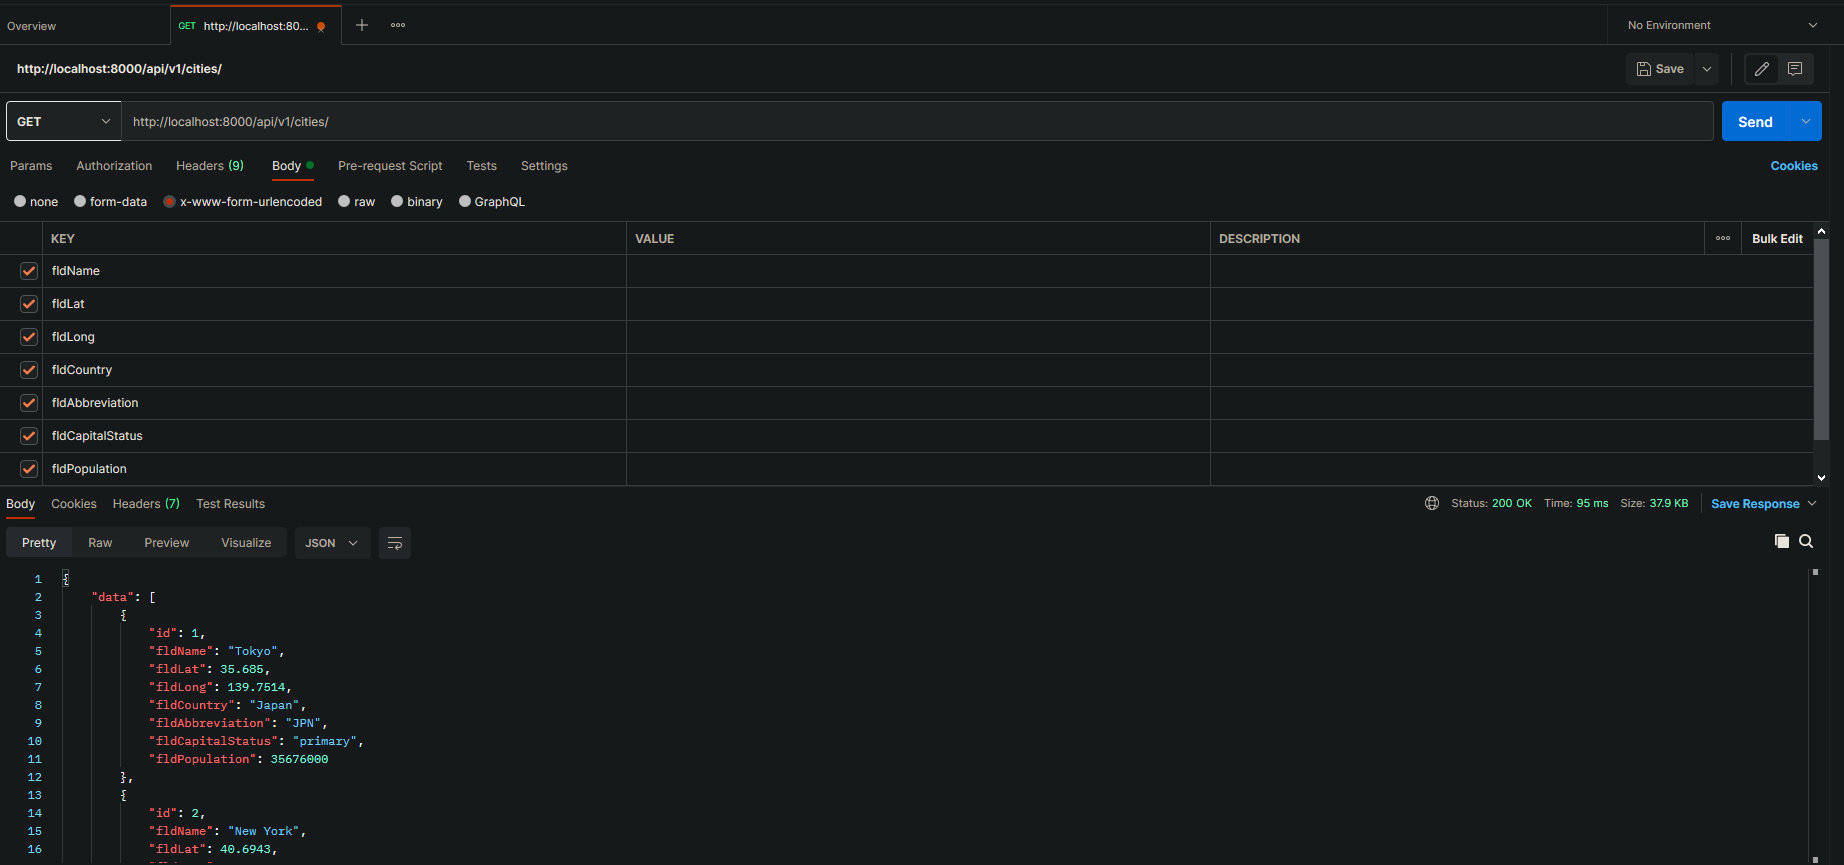 Overview
GET http://localhost:80...
No Environment
http://localhost:8000/api/v1/cities/
Save
GET http://localhost:8000/api/v1/cities/ Send
Params Authorization Headers (9) Body Pre-request Script Tests Settings Cookies
none form-data x-www-form-urlencoded raw binary GraphQL
KEY VALUE DESCRIPTION Bulk Edit
fldName
fldLat
fldLong
fldCountry
fldAbbreviation
fldCapitalStatus
fldPopulation
Body Cookies Headers (7) Test Results Status: 200 OK Time: 95 ms Size: 37.9 KB Save Response
Pretty Raw Preview Visualize JSON
1 {
2 "data": [
3 {
4 "id": 1,
5 "fldName": "Tokyo",
6 "fldLat": 35.685,
7 "fldLong": 139.7514,
8 "fldCountry": "Japan",
9 "fldAbbreviation": "JPN",
10 "fldCapitalStatus": "primary",
11 "fldPopulation": 35676000
12 },
13 {
14 "id": 2,
15 "fldName": "New York",
16 "fldLat": 40.6943,